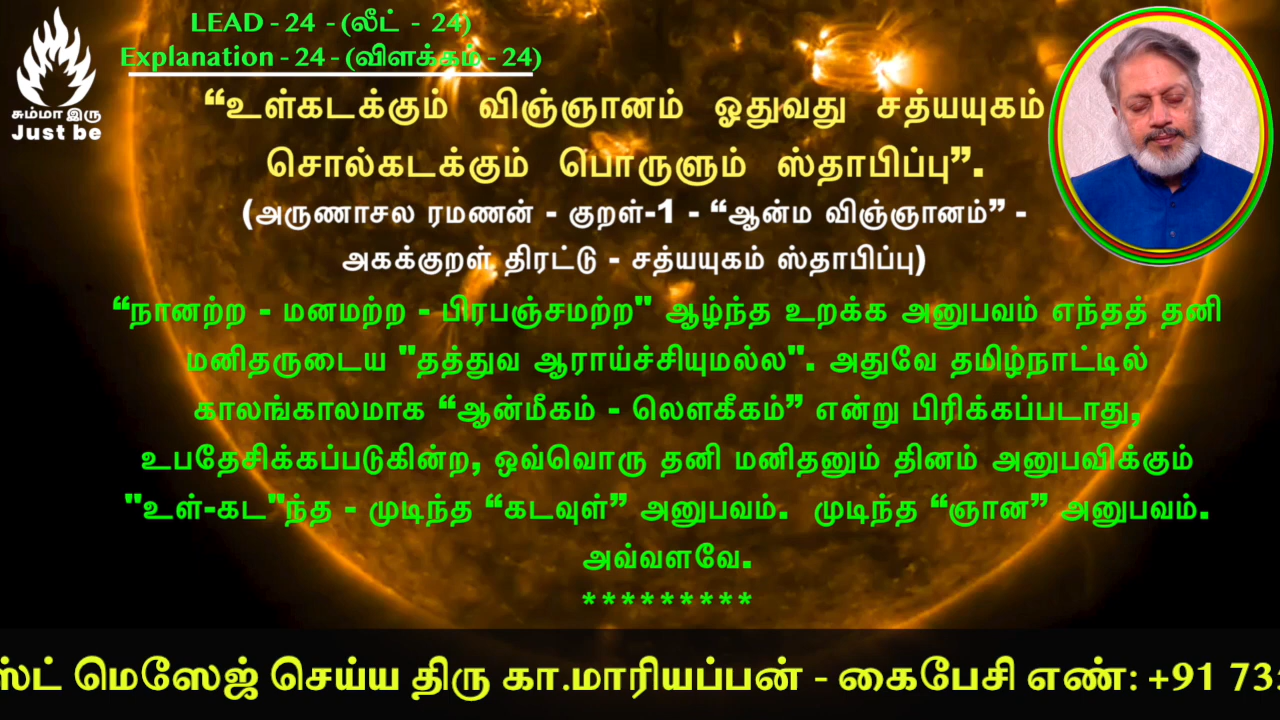 LEAD - 24 - (லீட் - 24)
Explanation - 24 - (விளக்கம் - 24)
சும்மா இரு
Just be
“உள்கடக்கும் விஞ்ஞானம் ஓதுவது சத்யயுகம்
சொல்கடக்கும் பொருளும் ஸ்தாபிப்பு”.
(அருணாசல ரமணன் - குறள்-1 - “ஆன்ம விஞ்ஞானம்” -
அகக்குறள் திரட்டு - சத்யயுகம் ஸ்தாபிப்பு)
“நானற்ற - மனமற்ற - பிரபஞ்சமற்ற" ஆழ்ந்த உறக்க அனுபவம் எந்தத் தனி
மனிதருடைய "தத்துவ ஆராய்ச்சியுமல்ல". அதுவே தமிழ்நாட்டில்
காலங்காலமாக “ஆன்மீகம் - லௌகீகம்” என்று பிரிக்கப்படாது,
உபதேசிக்கப்படுகின்ற, ஒவ்வொரு தனி மனிதனும் தினம் அனுபவிக்கும்
"உள்-கட"ந்த - முடிந்த “கடவுள்” அனுபவம். முடிந்த “ஞான” அனுபவம்.
அவ்வளவே.
*********
ஸ்ட் மெஸேஜ் செய்ய திரு கா.மாரியப்பன் - கைபேசி எண்: +91 73